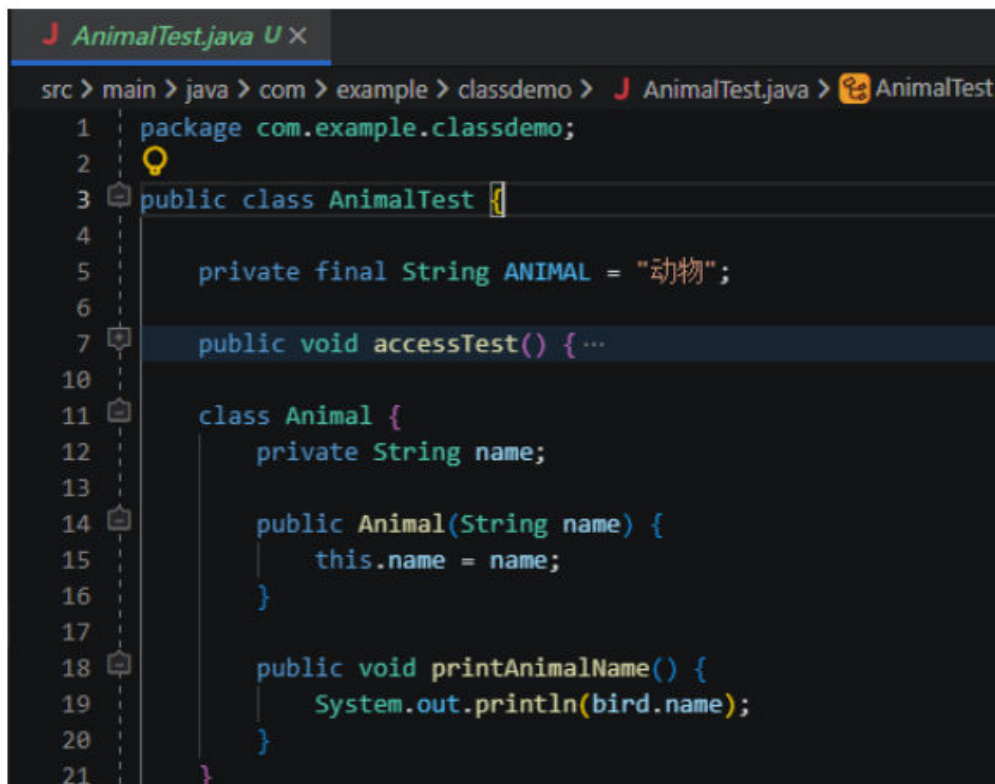 J AnimalTest.java U ×
src > main > java > com > example > classdemo > J AnimalTest.java > AnimalTest
1 package com.example.classdemo;
2
3 public class AnimalTest {
4
5 private final String ANIMAL = "动物";
6
7 public void accessTest() { ⋯
10
11 class Animal {
12 private String name;
13
14 public Animal(String name) {
15 this.name = name;
16 }
17
18 public void printAnimalName() {
19 System.out.println(bird.name);
20 }
21 }